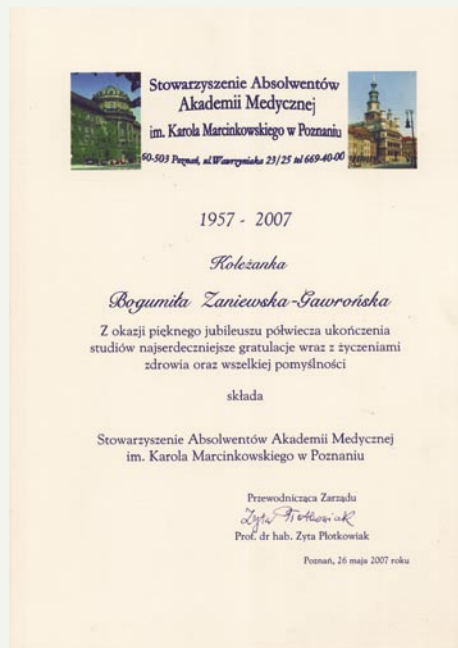 Stowarzyszenie Absolwentów
Akademii Medycznej
im. Karola Marcinkowskiego w Poznaniu
60-503 Poznań, ul. Wawrzyniaka 23/25 tel 669-40-00
1957 - 2007
Koleżanka
Bogumiła Zaniewska-Gawrońska
Z okazji pięknego jubileuszu półwiecza ukończenia
studiów najserdeczniejsze gratulacje wraz z życzeniami
zdrowia oraz wszelkiej pomyślności
składa
Stowarzyszenie Absolwentów Akademii Medycznej
im. Karola Marcinkowskiego w Poznaniu
Przewodnicząca Zarządu
Zyta Płotkowiak
Prof. dr hab. Zyta Płotkowiak
Poznań, 26 maja 2007 roku